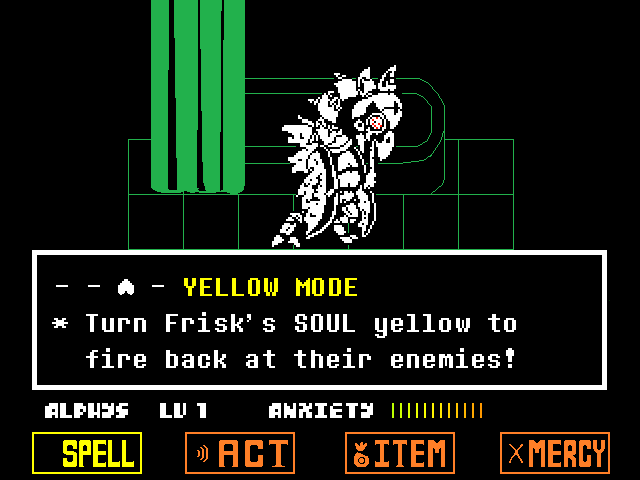 - - - YELLOW MODE
* Turn Frisk's SOUL yellow to
fire back at their enemies!
ALPHYS LV 1 ANXIETY
SPELL ACT ITEM MERCY